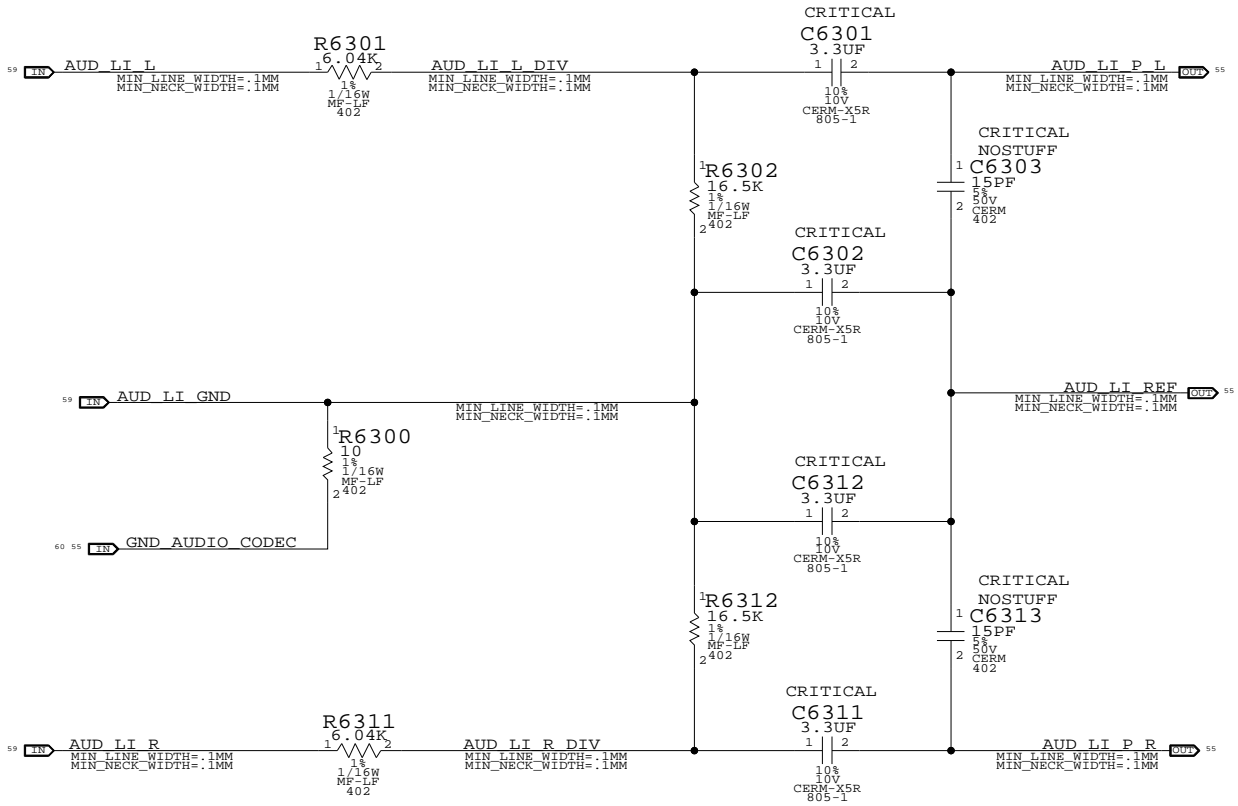 CRITICAL
C6301
3.3UF
1 2
10%
10V
CERM-X5R
805-1
R6301
6.04K
1 2
1%
1/16W
MF-LF
402
59 IN AUD_LI_L
MIN_LINE_WIDTH=.1MM
MIN_NECK_WIDTH=.1MM
AUD_LI_L_DIV
MIN_LINE_WIDTH=.1MM
MIN_NECK_WIDTH=.1MM
AUD_LI_P_L OUT 55
MIN_LINE_WIDTH=.1MM
MIN_NECK_WIDTH=.1MM
CRITICAL
NOSTUFF
1 C6303
15PF
5%
50V
2 CERM
402
1 R6302
16.5K
1%
1/16W
MF-LF
402
2
CRITICAL
C6302
3.3UF
1 2
10%
10V
CERM-X5R
805-1
59 IN AUD_LI_GND
MIN_LINE_WIDTH=.1MM
MIN_NECK_WIDTH=.1MM
AUD_LI_REF OUT 55
MIN_LINE_WIDTH=.1MM
MIN_NECK_WIDTH=.1MM
1 R6300
10
1%
1/16W
MF-LF
2 402
60 55 IN GND_AUDIO_CODEC
CRITICAL
C6312
3.3UF
1 2
10%
10V
CERM-X5R
805-1
1 R6312
16.5K
1%
1/16W
MF-LF
2 402
CRITICAL
NOSTUFF
1 C6313
15PF
5%
50V
2 CERM
402
CRITICAL
C6311
3.3UF
1 2
10%
10V
CERM-X5R
805-1
R6311
6.04K
1 2
1%
1/16W
MF-LF
402
59 IN AUD_LI_R
MIN_LINE_WIDTH=.1MM
MIN_NECK_WIDTH=.1MM
AUD_LI_R_DIV
MIN_LINE_WIDTH=.1MM
MIN_NECK_WIDTH=.1MM
AUD_LI_P_R OUT 55
MIN_LINE_WIDTH=.1MM
MIN_NECK_WIDTH=.1MM